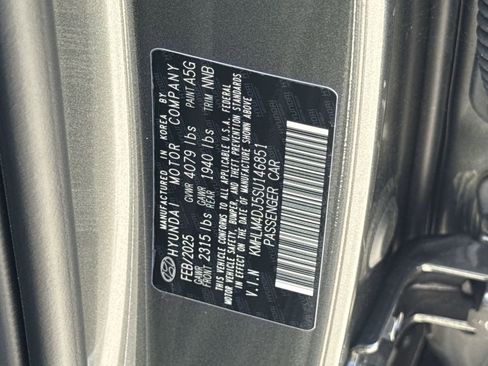 MANUFACTURED IN KOREA BY
HYUNDAI MOTOR COMPANY
FEB/2025 GVWR 4079 lbs PAINT A5G
GAWR FRONT 2315 lbs GAWR REAR 1940 lbs TRIM NNB
THIS VEHICLE CONFORMS TO ALL APPLICABLE U.S.A. FEDERAL
MOTOR VEHICLE SAFETY, BUMPER, AND THEFT PREVENTION STANDARDS
IN EFFECT ON THE DATE OF MANUFACTURE SHOWN ABOVE.
V.I.N KMHLM4DJ5SU146851
PASSENGER CAR